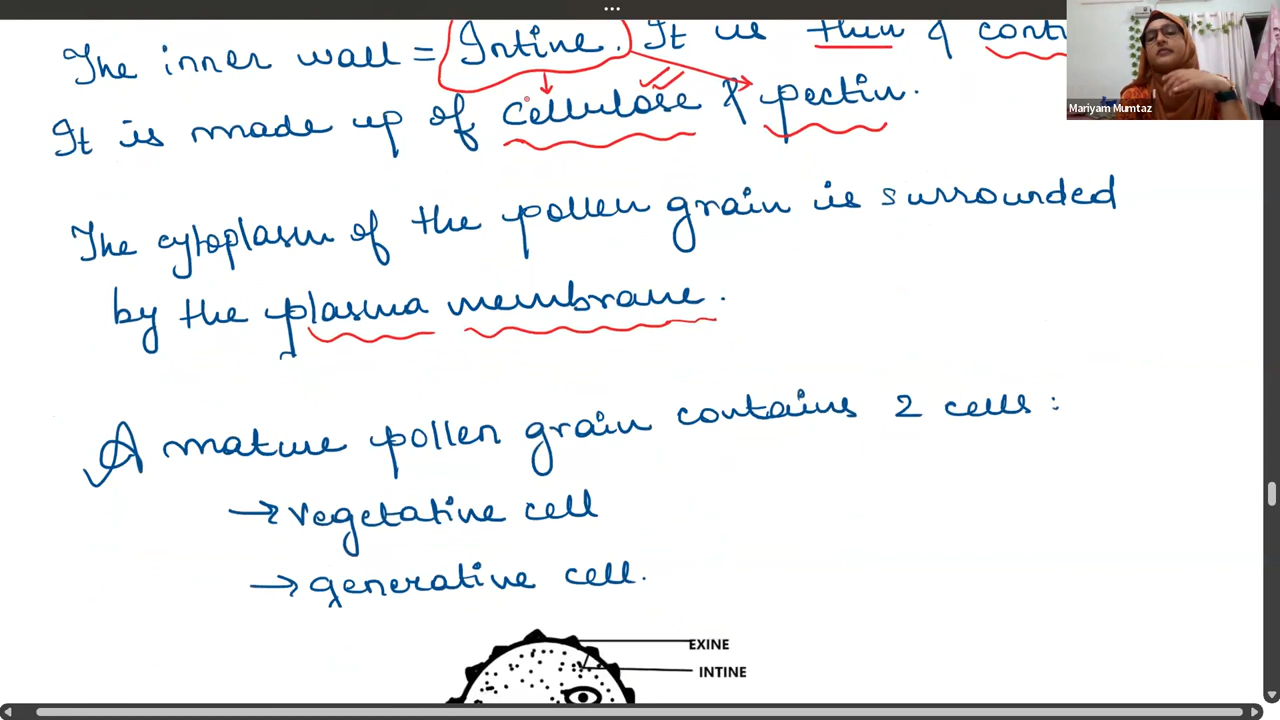 ...
The inner wall = Intine. It is thin & cont
Mariyam Mumtaz
It is made up of cellulose & pectin.
The cytoplasm of the pollen grain is surrounded
by the plasma membrane.
A mature pollen grain contains 2 cells:
→ vegetative cell
→ generative cell.
EXINE
INTINE